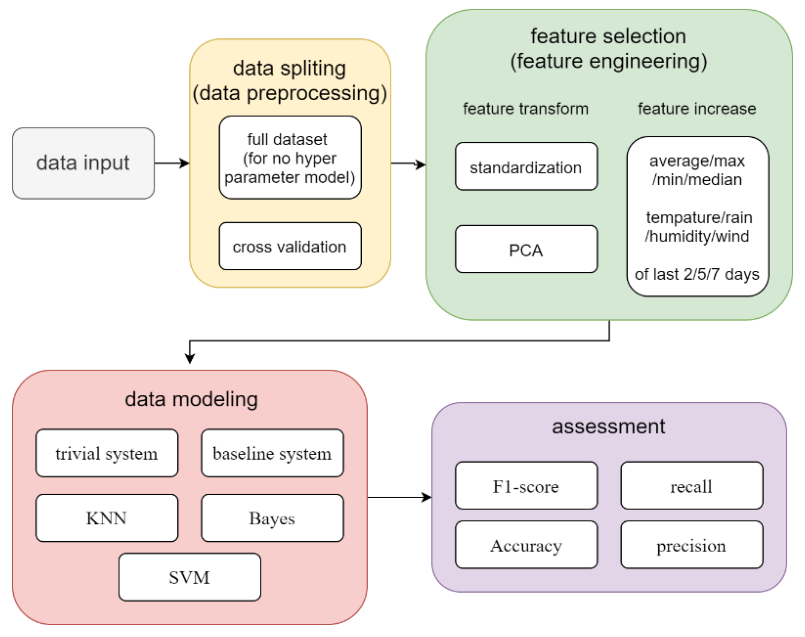 data input
data spliting
(data preprocessing)
full dataset
(for no hyper
parameter model)
cross validation
feature selection
(feature engineering)
feature transform
standardization
PCA
feature increase
average/max
/min/median
tempature/rain
/humidity/wind
of last 2/5/7 days
data modeling
trivial system
baseline system
KNN
Bayes
SVM
assessment
F1-score
recall
Accuracy
precision